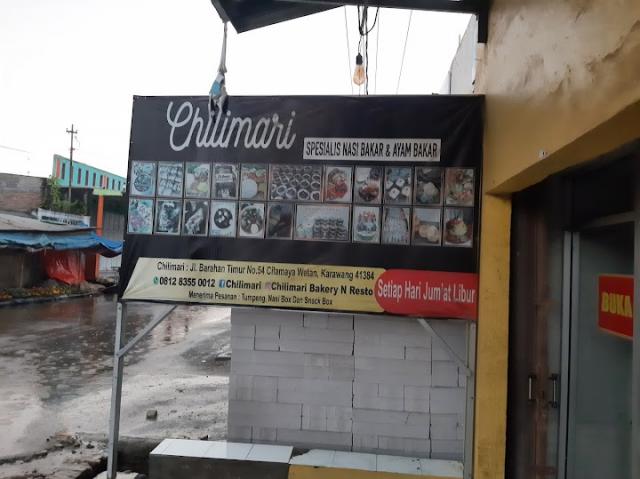 Chilimari
SPESIALIS NASI BAKAR & AYAM BAKAR
Chilimari : Jl. Barahan Timur No.54 Cilamaya Wetan, Karawang 41384
0812 8355 0012 Chilimari Chilimari Bakery N Resto
Menerima Pesanan : Tumpeng, Nasi Box Dan Snack Box
Setiap Hari Jum'at Libur
BUKA